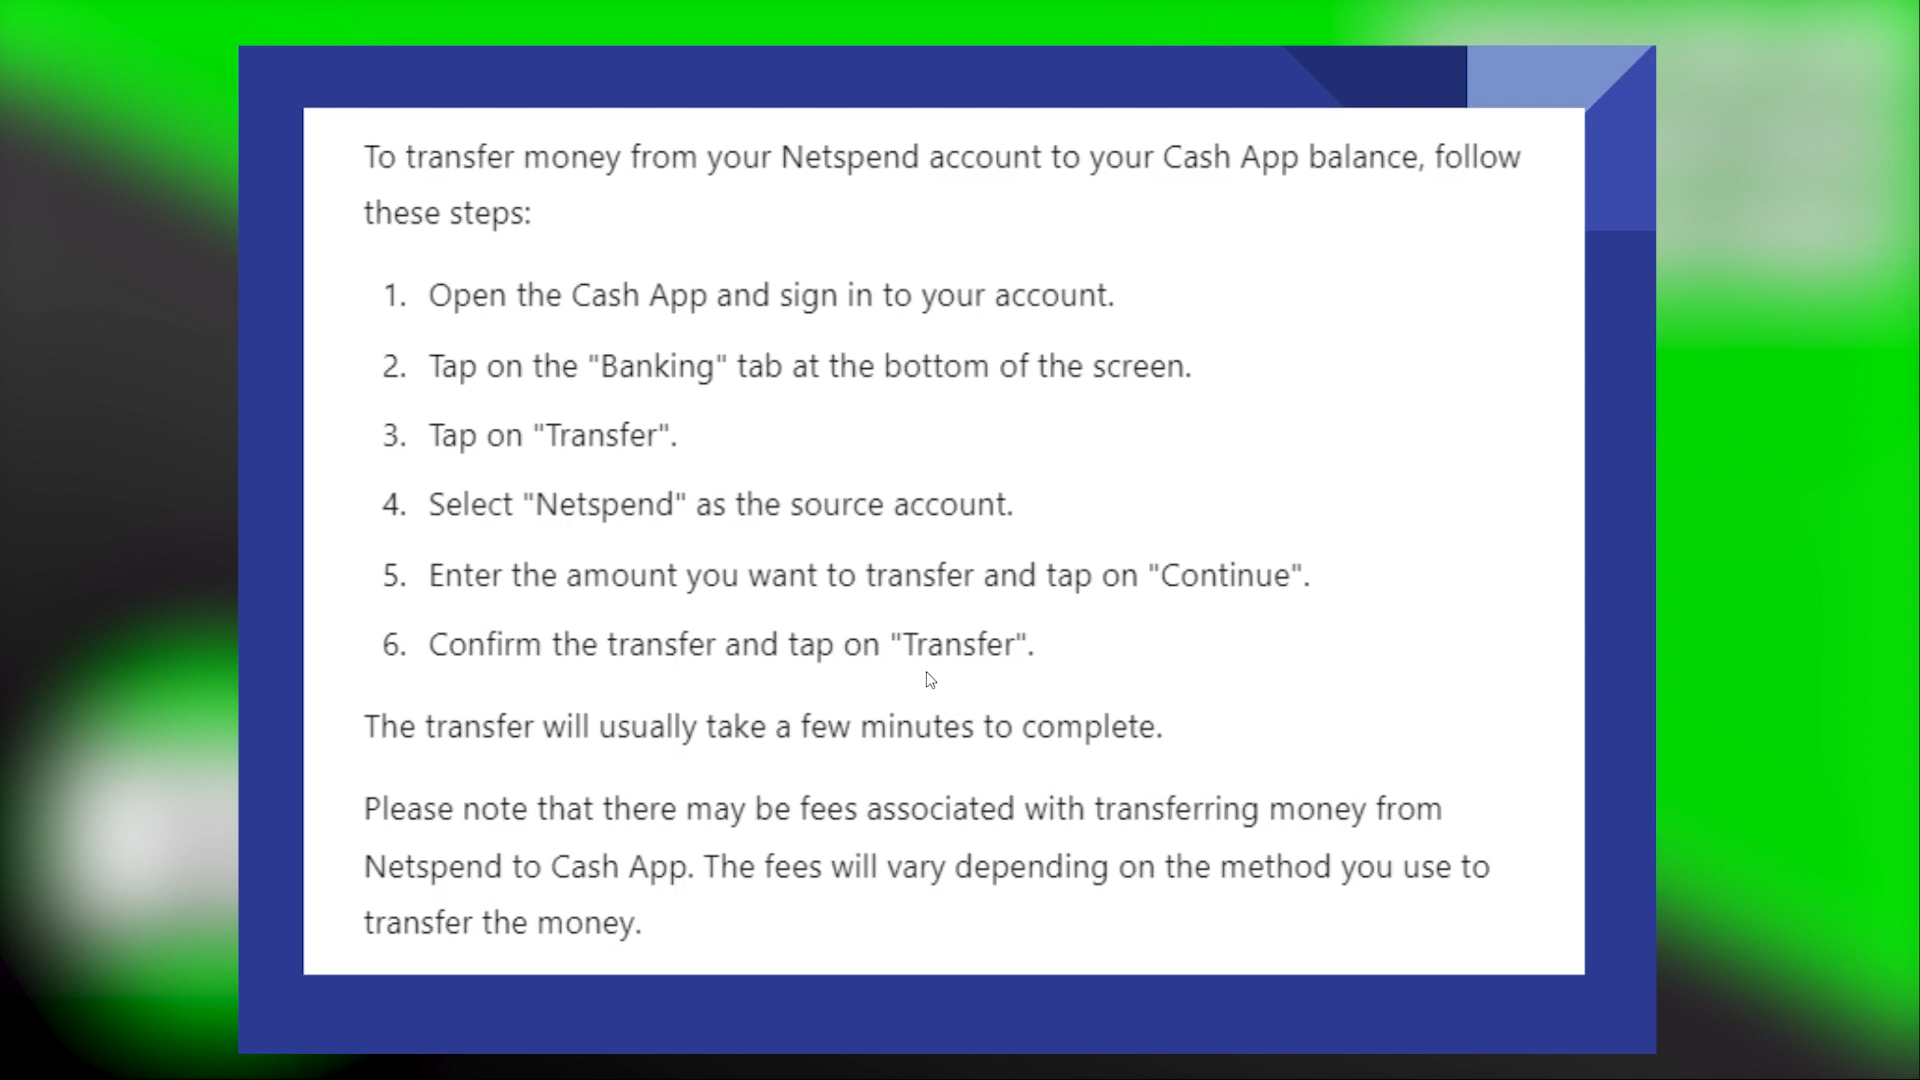 To transfer money from your Netspend account to your Cash App balance, follow
these steps:
1. Open the Cash App and sign in to your account.
2. Tap on the "Banking" tab at the bottom of the screen.
3. Tap on "Transfer".
4. Select "Netspend" as the source account.
5. Enter the amount you want to transfer and tap on "Continue".
6. Confirm the transfer and tap on "Transfer".
The transfer will usually take a few minutes to complete.
Please note that there may be fees associated with transferring money from
Netspend to Cash App. The fees will vary depending on the method you use to
transfer the money.